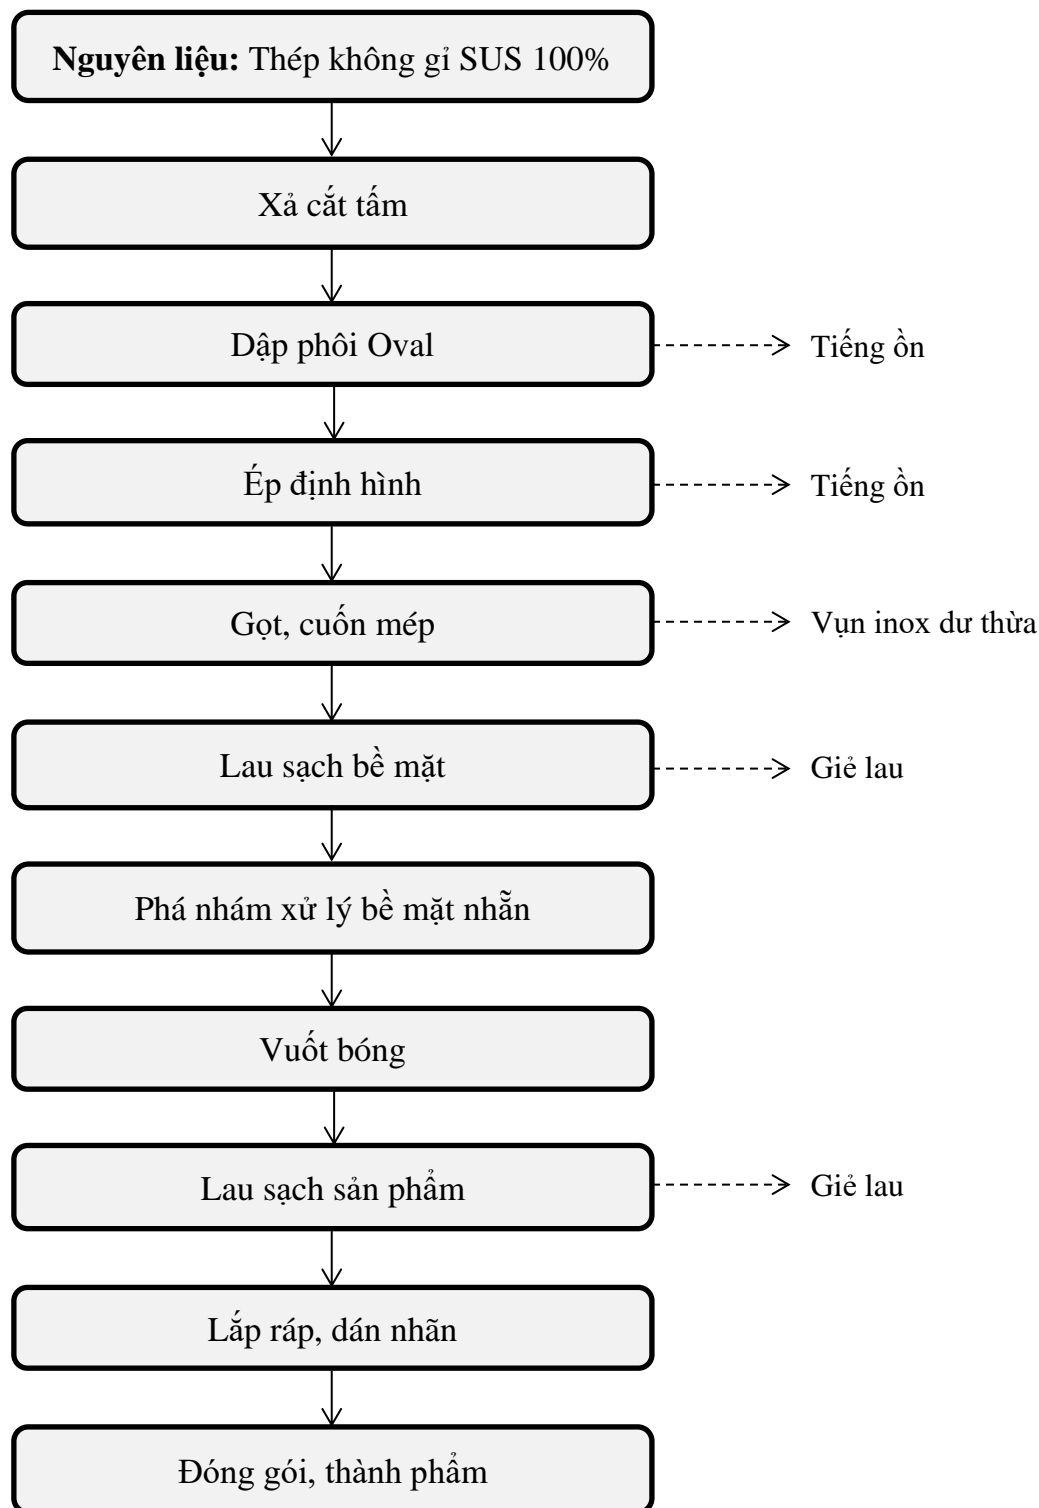 Nguyên liệu: Thép không gỉ SUS 100%
Xả cắt tấm
Dập phôi Oval
Tiếng ồn
Ép định hình
Tiếng ồn
Gọt, cuốn mép
Vụn inox dư thừa
Lau sạch bề mặt
Giẻ lau
Phá nhám xử lý bề mặt nhẵn
Vuốt bóng
Lau sạch sản phẩm
Giẻ lau
Lắp ráp, dán nhãn
Đóng gói, thành phẩm